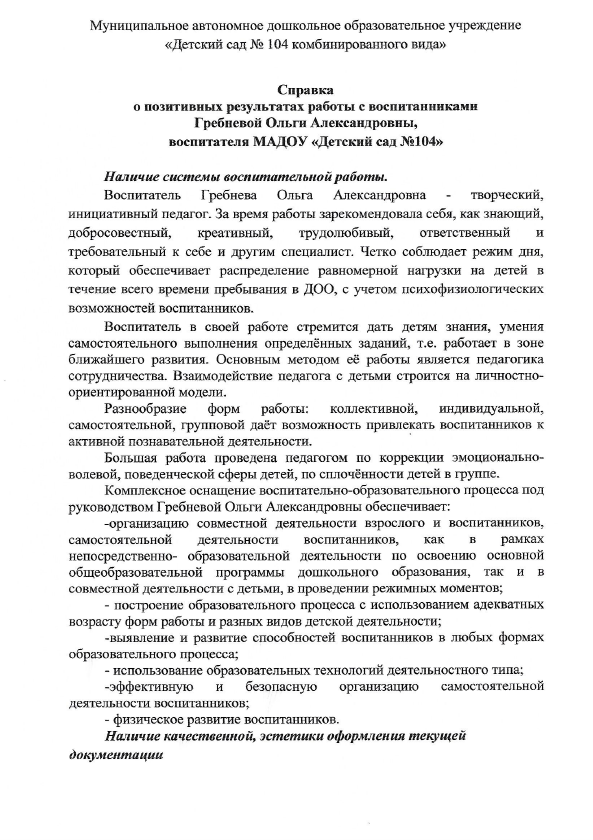 Муниципальное автономное дошкольное образовательное учреждение
«Детский сад № 104 комбинированного вида»
Справка
о позитивных результатах работы с воспитанниками
Гребневой Ольги Александровны,
воспитателя МАДОУ «Детский сад №104»
Наличие системы воспитательной работы.
Воспитатель Гребнева Ольга Александровна - творческий,
инициативный педагог. За время работы зарекомендовала себя, как знающий,
добросовестный, креативный, трудолюбивый, ответственный и
требовательный к себе и другим специалист. Четко соблюдает режим дня,
который обеспечивает распределение равномерной нагрузки на детей в
течение всего времени пребывания в ДОО, с учетом психофизиологических
возможностей воспитанников.
Воспитатель в своей работе стремится дать детям знания, умения
самостоятельного выполнения определённых заданий, т.е. работает в зоне
ближайшего развития. Основным методом её работы является педагогика
сотрудничества. Взаимодействие педагога с детьми строится на личностно-
ориентированной модели.
Разнообразие форм работы: коллективной, индивидуальной,
самостоятельной, групповой даёт возможность привлекать воспитанников к
активной познавательной деятельности.
Большая работа проведена педагогом по коррекции эмоционально-
волевой, поведенческой сферы детей, по сплочённости детей в группе.
Комплексное оснащение воспитательно-образовательного процесса под
руководством Гребневой Ольги Александровны обеспечивает:
-организацию совместной деятельности взрослого и воспитанников,
самостоятельной деятельности воспитанников, как в рамках
непосредственно- образовательной деятельности по освоению основной
общеобразовательной программы дошкольного образования, так и в
совместной деятельности с детьми, в проведении режимных моментов;
- построение образовательного процесса с использованием адекватных
возрасту форм работы и разных видов детской деятельности;
-выявление и развитие способностей воспитанников в любых формах
образовательного процесса;
- использование образовательных технологий деятельностного типа;
-эффективную и безопасную организацию самостоятельной
деятельности воспитанников;
- физическое развитие воспитанников.
Наличие качественной, эстетики оформления текущей
документации